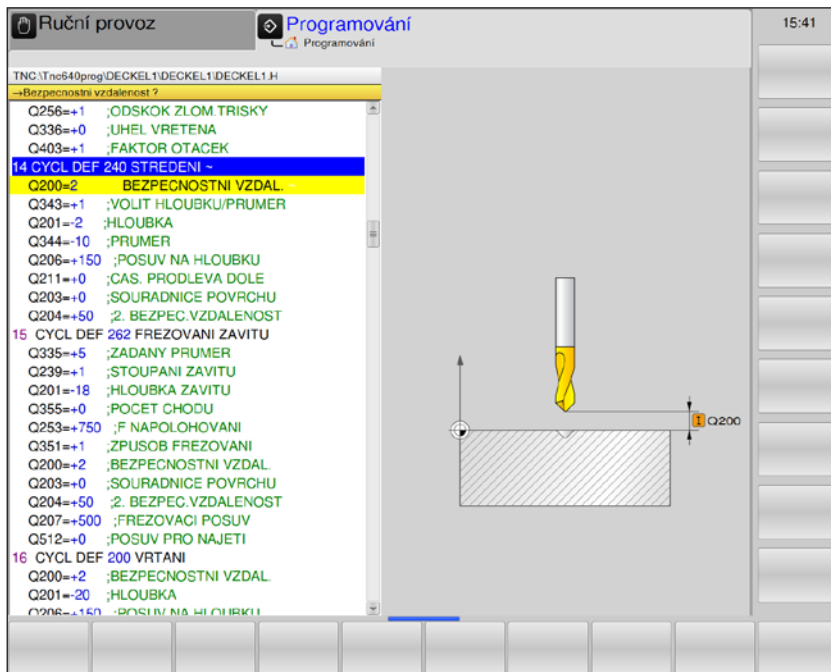 Ruční provoz
Programování
Programování
15:41
TNC:\Tnc640prog\DECKEL1\DECKEL1\DECKEL1.H
→Bezpecnostni vzdalenost ?
Q256=+1 ;ODSKOK ZLOM.TRISKY
Q336=+0 ;UHEL VRETENA
Q403=+1 ;FAKTOR OTACEK
14 CYCL DEF 240 STREDENI ~
Q200=2 BEZPECNOSTNI VZDAL. ~
Q343=+1 ;VOLIT HLOUBKU/PRUMER
Q201=-2 ;HLOUBKA
Q344=-10 ;PRUMER
Q206=+150 ;POSUV NA HLOUBKU
Q211=+0 ;CAS. PRODLEVA DOLE
Q203=+0 ;SOURADNICE POVRCHU
Q204=+50 ;2. BEZPEC.VZDALENOST
15 CYCL DEF 262 FREZOVANI ZAVITU
Q335=+5 ;ZADANY PRUMER
Q239=+1 ;STOUPANI ZAVITU
Q201=-18 ;HLOUBKA ZAVITU
Q355=+0 ;POCET CHODU
Q253=+750 ;F NAPOLOHOVANI
Q351=+1 ;ZPUSOB FREZOVANI
Q200=+2 ;BEZPECNOSTNI VZDAL.
Q203=+0 ;SOURADNICE POVRCHU
Q204=+50 ;2. BEZPEC.VZDALENOST
Q207=+500 ;FREZOVACI POSUV
Q512=+0 ;POSUV PRO NAJETI
16 CYCL DEF 200 VRTANI
Q200=+2 ;BEZPECNOSTNI VZDAL.
Q201=-20 ;HLOUBKA
Q206=+150 ;POSUV NA HLOUBKU
Q200